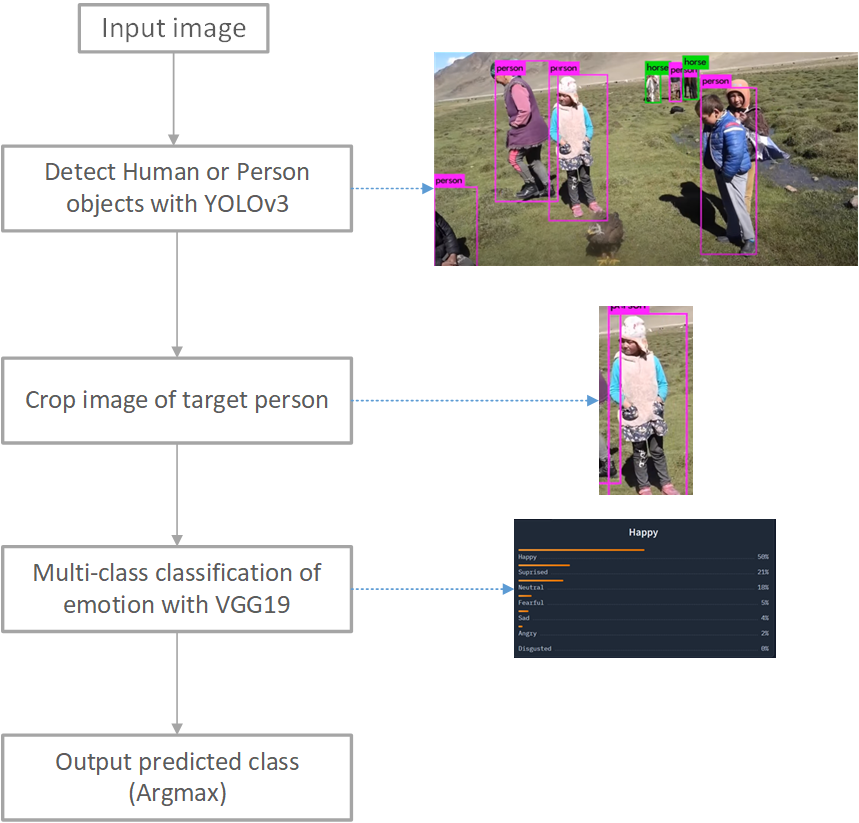 Input image
Detect Human or Person
objects with YOLOv3
person
person
horse
person
horse
person
person
Crop image of target person
person
Multi-class classification of
emotion with VGG19
Happy
Happy 50%
Suprised 21%
Neutral 18%
Fearful 5%
Sad 4%
Angry 2%
Disgusted 0%
Output predicted class
(Argmax)